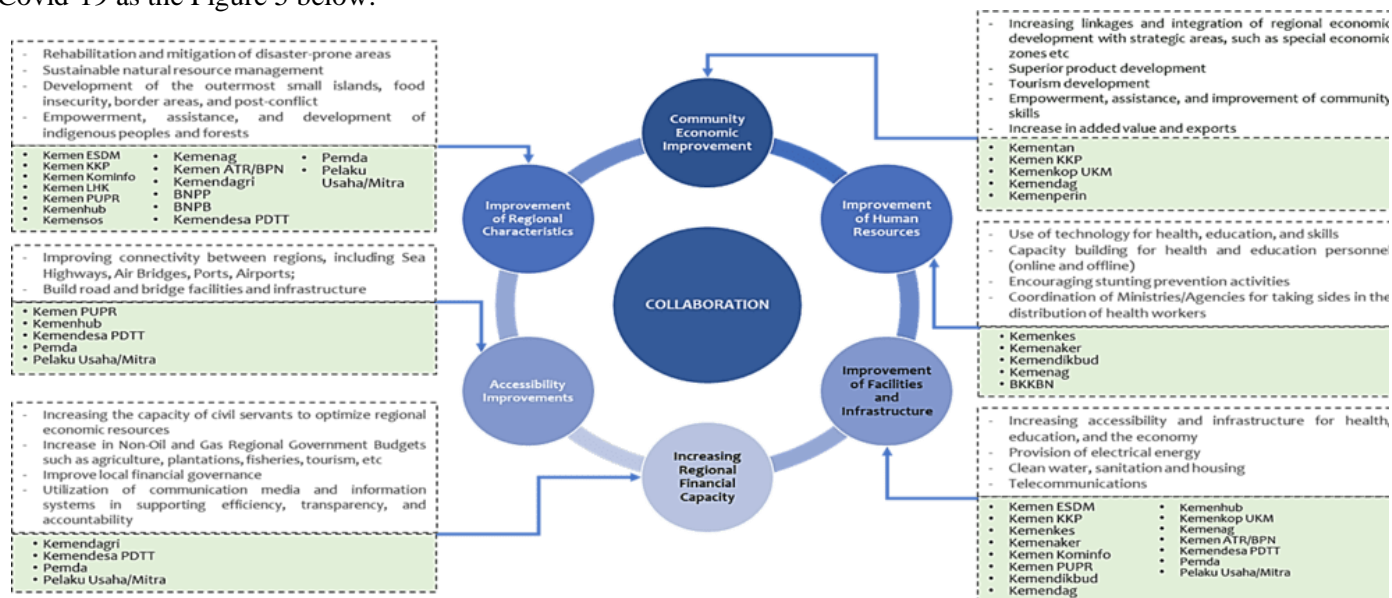 Covid-19 as the Figure 3 below.
- Rehabilitation and mitigation of disaster-prone areas
- Sustainable natural resource management
- Development of the outermost small islands, food
insecurity, border areas, and post-conflict
- Empowerment, assistance, and development of
indigenous peoples and forests
• Kemen ESDM
• Kemen KKP
• Kemen Kominfo
• Kemen LHK
• Kemen PUPR
• Kemenhub
• Kemensos
• Kemenag
• Kemen ATR/BPN
• Kemendagri
• BNPP
• BNPB
• Kemendesa PDTT
• Pemda
• Pelaku
Usaha/Mitra
- Improving connectivity between regions, including Sea
Highways, Air Bridges, Ports, Airports;
- Build road and bridge facilities and infrastructure
• Kemen PUPR
• Kemenhub
• Kemendesa PDTT
• Pemda
• Pelaku Usaha/Mitra
- Increasing the capacity of civil servants to optimize regional
economic resources
- Increase in Non-Oil and Gas Regional Government Budgets
such as agriculture, plantations, fisheries, tourism, etc
- Improve local financial governance
- Utilization of communication media and information
systems in supporting efficiency, transparency, and
accountability
• Kemendagri
• Kemendesa PDTT
• Pemda
• Pelaku Usaha/Mitra
Community
Economic
Improvement
Improvement
of Regional
Characteristics
Improvement
of Human
Resources
COLLABORATION
Accessibility
Improvements
Improvement
of Facilities
and
Infrastructure
Increasing
Regional
Financial
Capacity
- Increasing linkages and integration of regional economic
development with strategic areas, such as special economic
zones etc
- Superior product development
- Tourism development
- Empowerment, assistance, and improvement of community
skills
- Increase in added value and exports
• Kementan
• Kemen KKP
• Kemenkop UKM
• Kemendag
• Kemenperin
- Use of technology for health, education, and skills
- Capacity building for health and education personnel
(online and offline)
- Encouraging stunting prevention activities
- Coordination of Ministries/Agencies for taking sides in the
distribution of health workers
• Kemenkes
• Kemenaker
• Kemendikbud
• Kemenag
• BKKBN
- Increasing accessibility and infrastructure for health,
education, and the economy
- Provision of electrical energy
- Clean water, sanitation and housing
- Telecommunications
• Kemen ESDM
• Kemen KKP
• Kemenkes
• Kemenaker
• Kemen Kominfo
• Kemen PUPR
• Kemendikbud
• Kemendag
• Kemenhub
• Kemenkop UKM
• Kemenag
• Kemen ATR/BPN
• Kemendesa PDTT
• Pemda
• Pelaku Usaha/Mitra